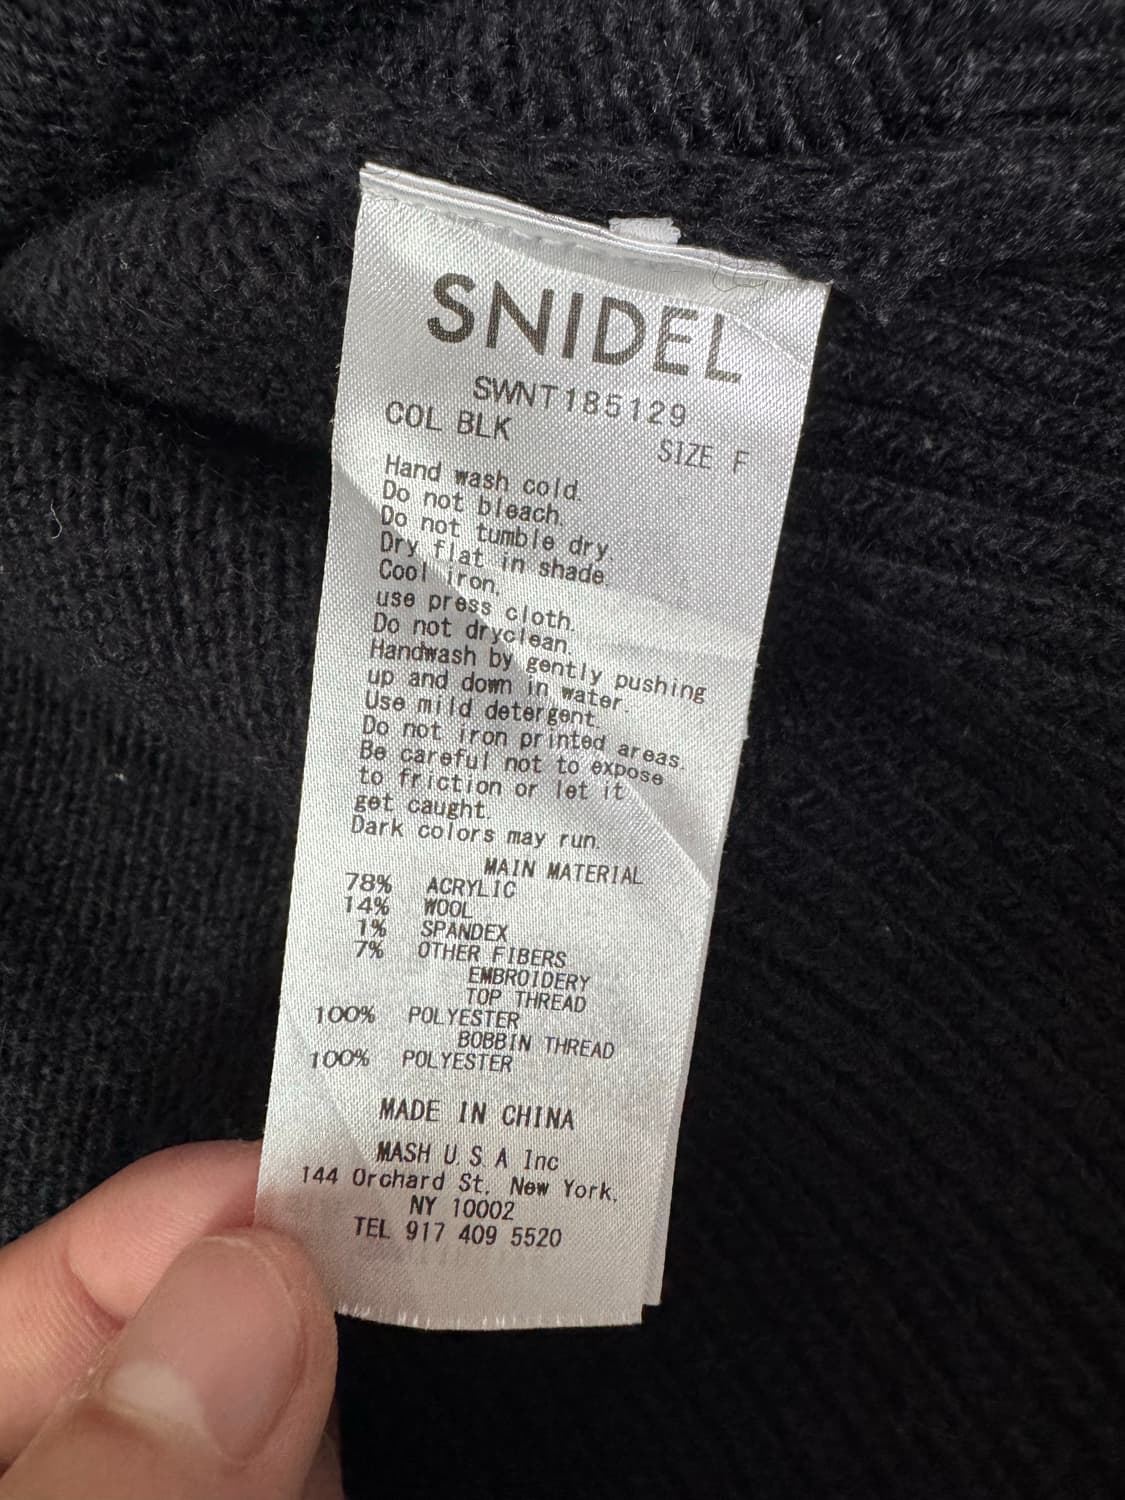 SNIDEL
SWNT185129
COL BLK
SIZE F
Hand wash cold.
Do not bleach.
Do not tumble dry.
Dry flat in shade.
Cool iron,
use press cloth.
Do not dryclean.
Handwash by gently pushing
up and down in water.
Use mild detergent.
Do not iron printed areas.
Be careful not to expose
to friction or let it
get caught.
Dark colors may run.
MAIN MATERIAL
78% ACRYLIC
14% WOOL
1% SPANDEX
7% OTHER FIBERS
EMBROIDERY
TOP THREAD
100% POLYESTER
BOBBIN THREAD
100% POLYESTER
MADE IN CHINA
MASH U.S.A Inc
144 Orchard St. New York.
NY 10002
TEL 917 409 5520